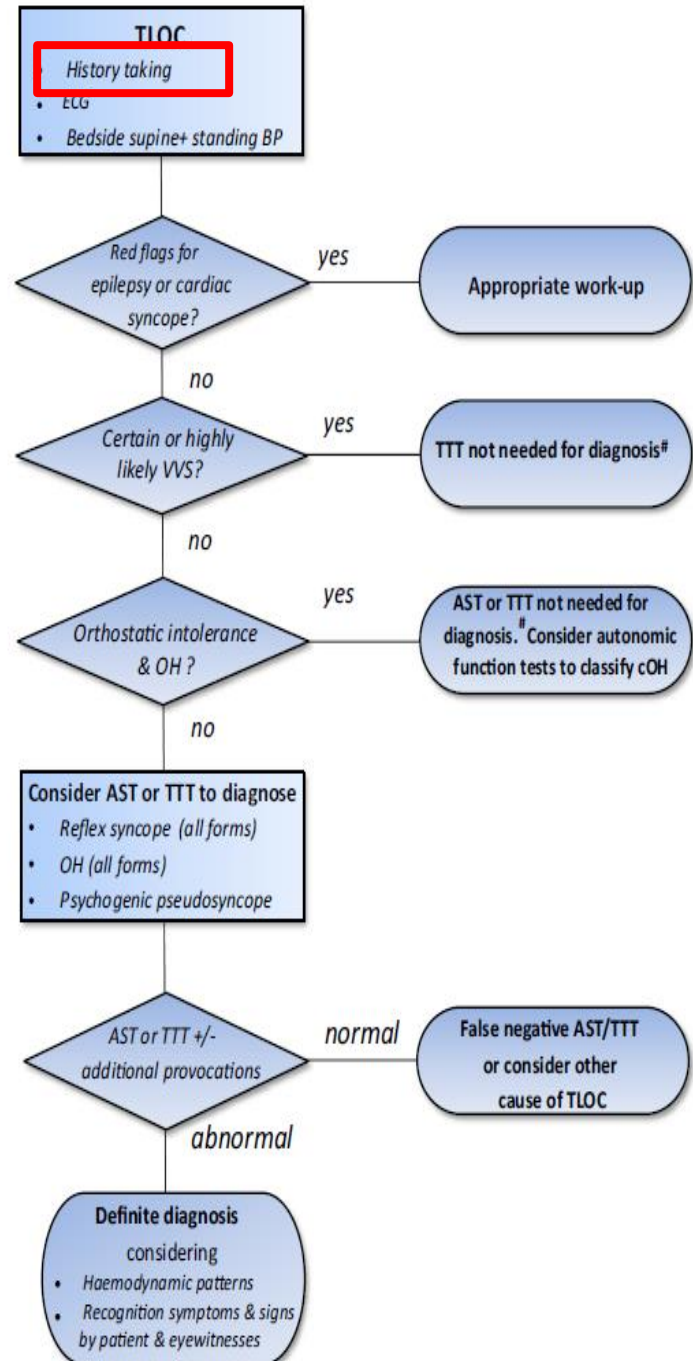 TLOC
• History taking
• ECG
• Bedside supine+ standing BP
Red flags for
epilepsy or cardiac
syncope?
yes
Appropriate work-up
no
Certain or highly
likely VVS?
yes
TTT not needed for diagnosis#
no
Orthostatic intolerance
& OH ?
yes
AST or TTT not needed for
diagnosis.# Consider autonomic
function tests to classify cOH
no
Consider AST or TTT to diagnose
• Reflex syncope (all forms)
• OH (all forms)
• Psychogenic pseudosyncope
AST or TTT +/-
additional provocations
normal
False negative AST/TTT
or consider other
cause of TLOC
abnormal
Definite diagnosis
considering
• Haemodynamic patterns
• Recognition symptoms & signs
by patient & eyewitnesses